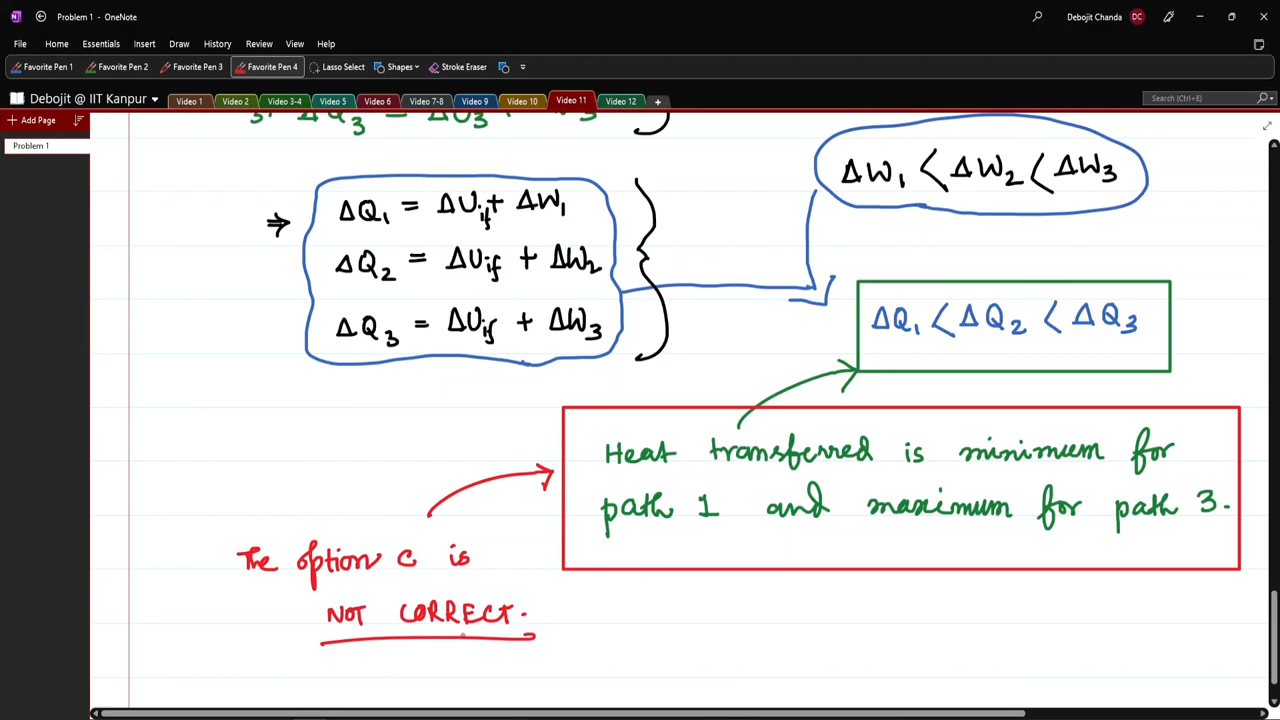 Problem 1 - OneNote
Debojit Chanda DC
File Home Essentials Insert Draw History Review View Help
Favorite Pen 1 Favorite Pen 2 Favorite Pen 3 Favorite Pen 4 Lasso Select Shapes Stroke Eraser
Debojit @ IIT Kanpur Video 1 Video 2 Video 3-4 Video 5 Video 6 Video 7-8 Video 9 Video 10 Video 11 Video 12 Search (Ctrl+E)
Add Page
Problem 1
ΔW₁ < ΔW₂ < ΔW₃
⇒ ΔQ₁ = ΔU_if + ΔW₁
ΔQ₂ = ΔU_if + ΔW₂
ΔQ₃ = ΔU_if + ΔW₃
ΔQ₁ < ΔQ₂ < ΔQ₃
Heat transferred is minimum for
path 1 and maximum for path 3.
The option c is
NOT CORRECT.